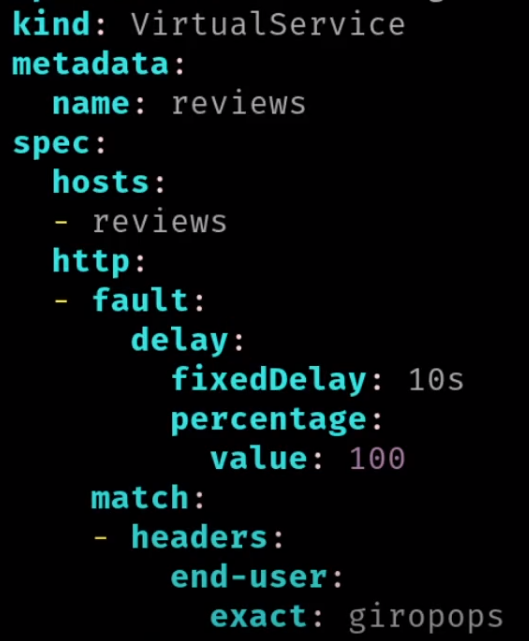 kind: VirtualService
metadata:
  name: reviews
spec:
  hosts:
  - reviews
  http:
  - fault:
      delay:
        fixedDelay: 10s
        percentage:
          value: 100
    match:
    - headers:
        end-user:
          exact: giropops